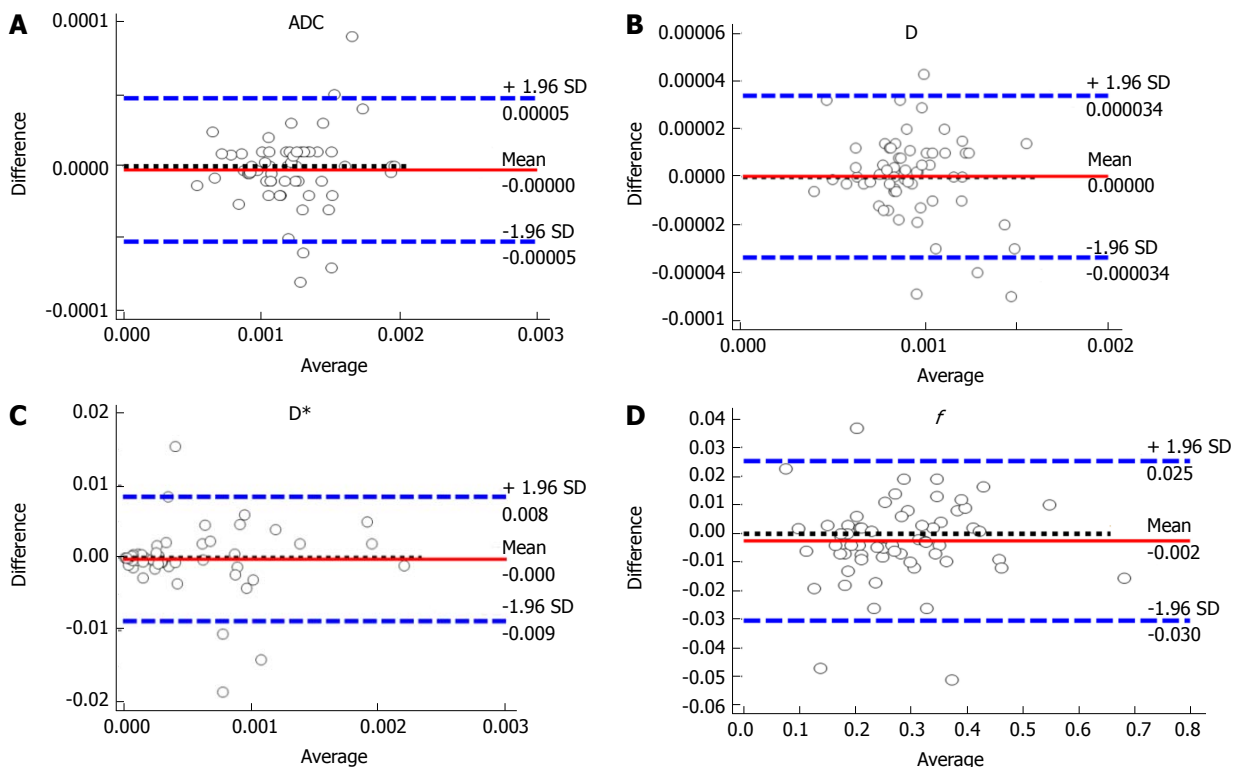 A
ADC
0.0001
0.0000
-0.0001
Difference
+ 1.96 SD
0.00005
Mean
-0.00000
-1.96 SD
-0.00005
0.000 0.001 0.002 0.003
Average
B
D
0.00006
0.00004
0.00002
0.0000
-0.00002
-0.00004
-0.0001
Difference
+ 1.96 SD
0.000034
Mean
0.00000
-1.96 SD
-0.000034
0.000 0.001 0.002
Average
C
D*
0.02
0.01
0.00
-0.01
-0.02
Difference
+ 1.96 SD
0.008
Mean
-0.000
-1.96 SD
-0.009
0.000 0.001 0.002 0.003
Average
D
f
0.04
0.03
0.02
0.01
0.00
-0.01
-0.02
-0.03
-0.04
-0.05
-0.06
Difference
+ 1.96 SD
0.025
Mean
-0.002
-1.96 SD
-0.030
0.0 0.1 0.2 0.3 0.4 0.5 0.6 0.7 0.8
Average